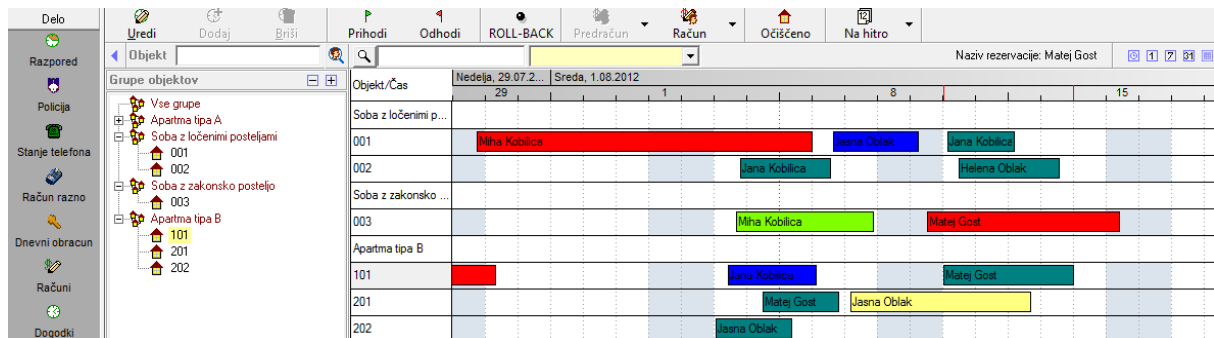 Delo
Razpored
Policija
Stanje telefona
Račun razno
Dnevni obracun
Računi
Dogodki
Uredi
Dodaj
Briši
Prihodi
Odhodi
ROLL-BACK
Predračun
Račun
Očiščeno
12
Na hitro
Objekt
Naziv rezervacije: Matej Gost
1 7 31
Grupe objektov
Vse grupe
Apartma tipa A
Soba z ločenimi posteljami
001
002
Soba z zakonsko posteljo
003
Apartma tipa B
101
201
202
Objekt/Čas
Nedelja, 29.07.2... Sreda, 1.08.2012
29 1 8 15
Soba z ločenimi p...
001 Miha Kobilica Jasna Oblak Jana Kobilica
002 Jana Kobilica Helena Oblak
Soba z zakonsko ...
003 Miha Kobilica Matej Gost
Apartma tipa B
101 Jana Kobilica Matej Gost
201 Matej Gost Jasna Oblak
202 Jasna Oblak